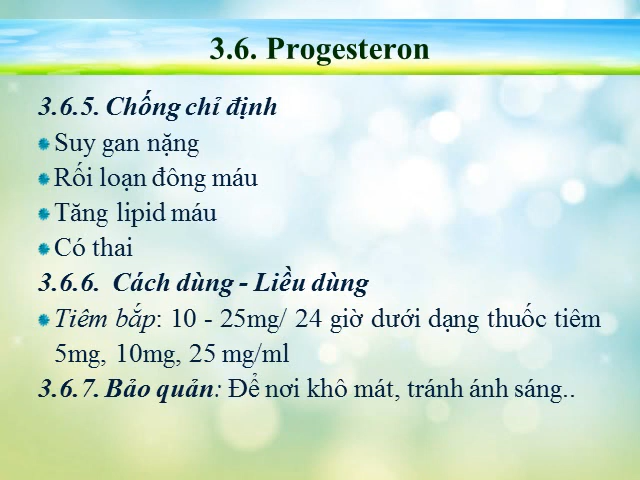 3.6. Progesteron
3.6.5. Chống chỉ định
Suy gan nặng
Rối loạn đông máu
Tăng lipid máu
Có thai
3.6.6. Cách dùng - Liều dùng
Tiêm bắp: 10 - 25mg/ 24 giờ dưới dạng thuốc tiêm
5mg, 10mg, 25 mg/ml
3.6.7. Bảo quản: Để nơi khô mát, tránh ánh sáng..